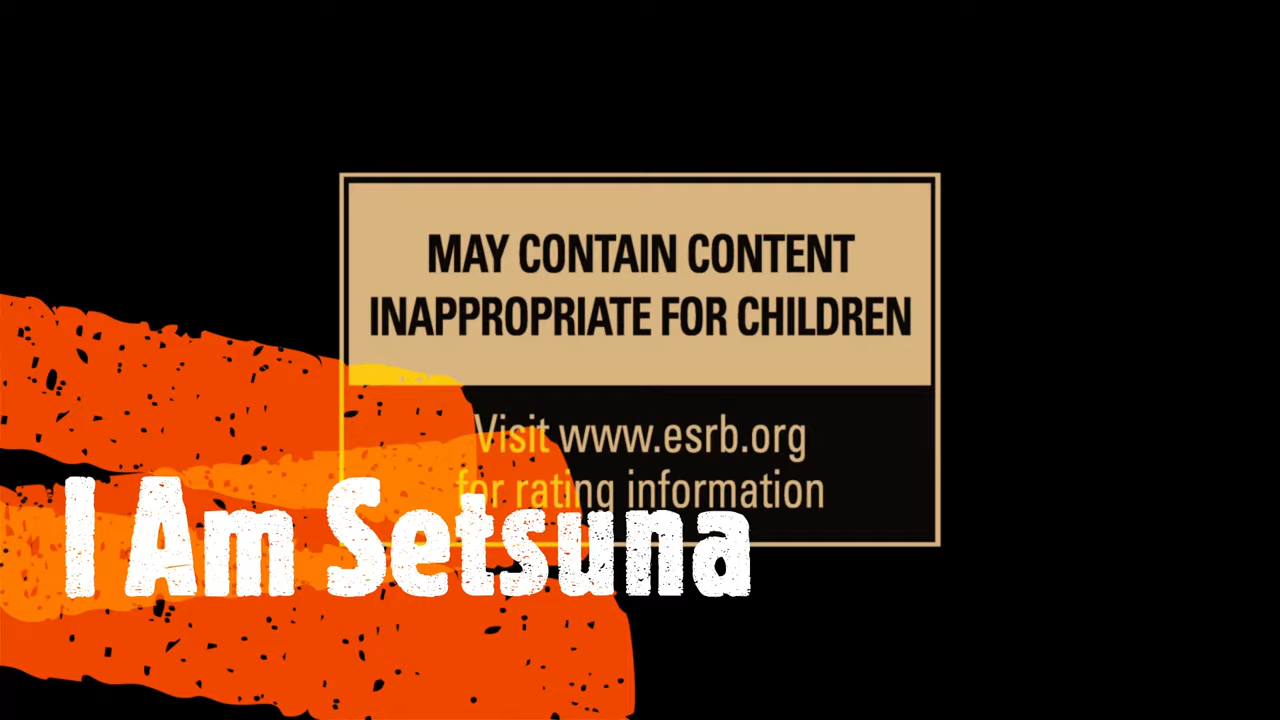 MAY CONTAIN CONTENT
INAPPROPRIATE FOR CHILDREN
Visit www.esrb.org
for rating information
I Am Setsuna